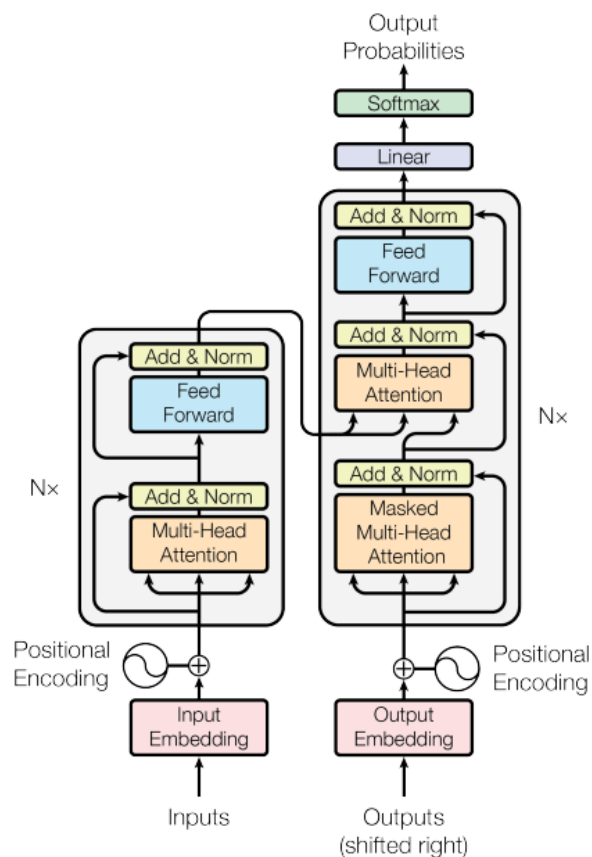 Output
Probabilities
Softmax
Linear
Add & Norm
Feed
Forward
Add & Norm
Multi-Head
Attention
Add & Norm
Masked
Multi-Head
Attention
Nx
Add & Norm
Feed
Forward
Add & Norm
Multi-Head
Attention
Nx
Positional
Encoding
Positional
Encoding
Input
Embedding
Output
Embedding
Inputs
Outputs
(shifted right)